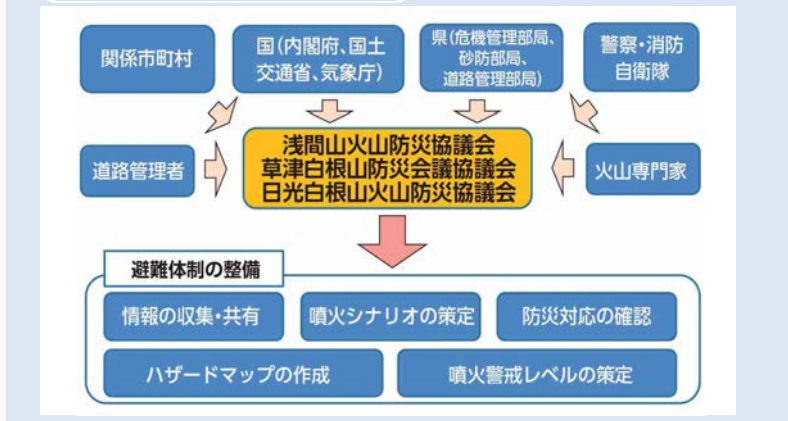 関係市町村
国(内閣府、国土
交通省、気象庁)
県(危機管理部局、
砂防部局、
道路管理部局)
警察・消防
自衛隊
道路管理者
浅間山火山防災協議会
草津白根山防災会議協議会
日光白根山火山防災協議会
火山専門家
避難体制の整備
情報の収集・共有
噴火シナリオの策定
防災対応の確認
ハザードマップの作成
噴火警戒レベルの策定